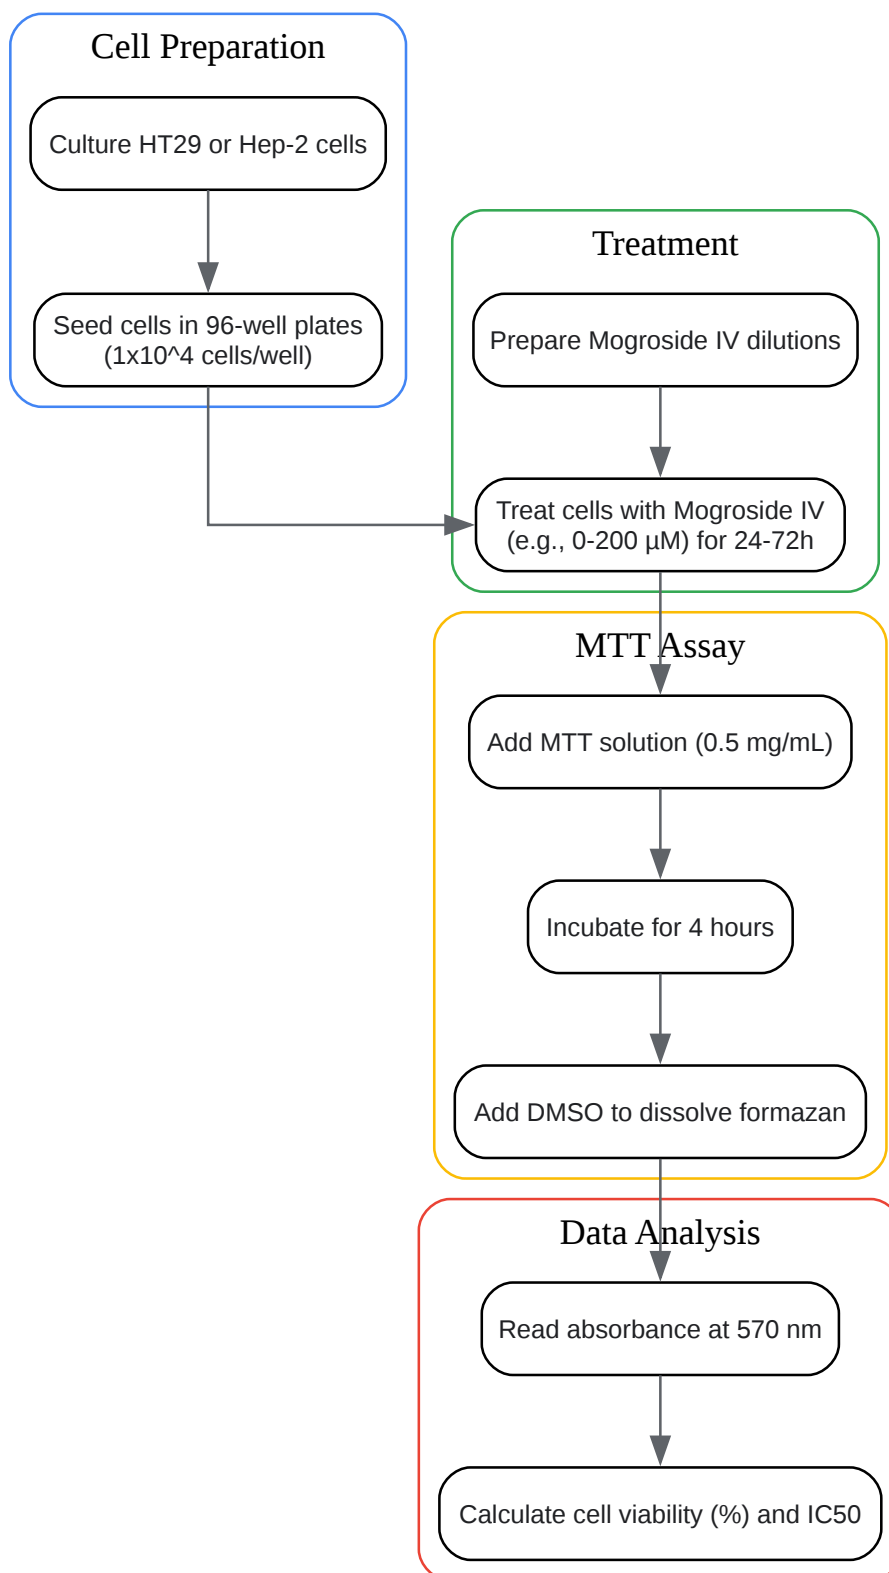 Cell Preparation
Culture HT29 or Hep-2 cells
Seed cells in 96-well plates
(1x10^4 cells/well)
Treatment
Prepare Mogroside IV dilutions
Treat cells with Mogroside IV
(e.g., 0-200 µM) for 24-72h
MTT Assay
Add MTT solution (0.5 mg/mL)
Incubate for 4 hours
Add DMSO to dissolve formazan
Data Analysis
Read absorbance at 570 nm
Calculate cell viability (%) and IC50